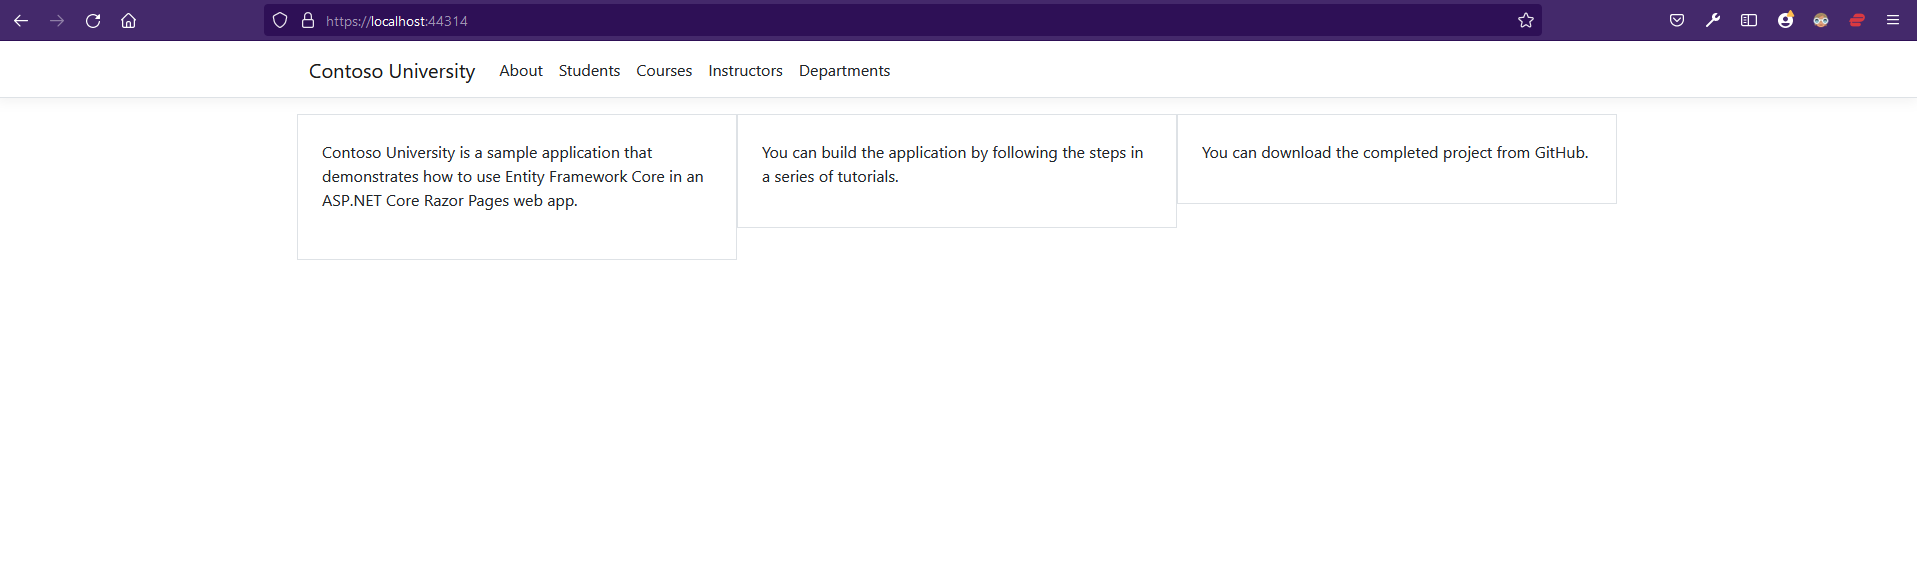 https://localhost:44314
Contoso University About Students Courses Instructors Departments
Contoso University is a sample application that
demonstrates how to use Entity Framework Core in an
ASP.NET Core Razor Pages web app.
You can build the application by following the steps in
a series of tutorials.
You can download the completed project from GitHub.